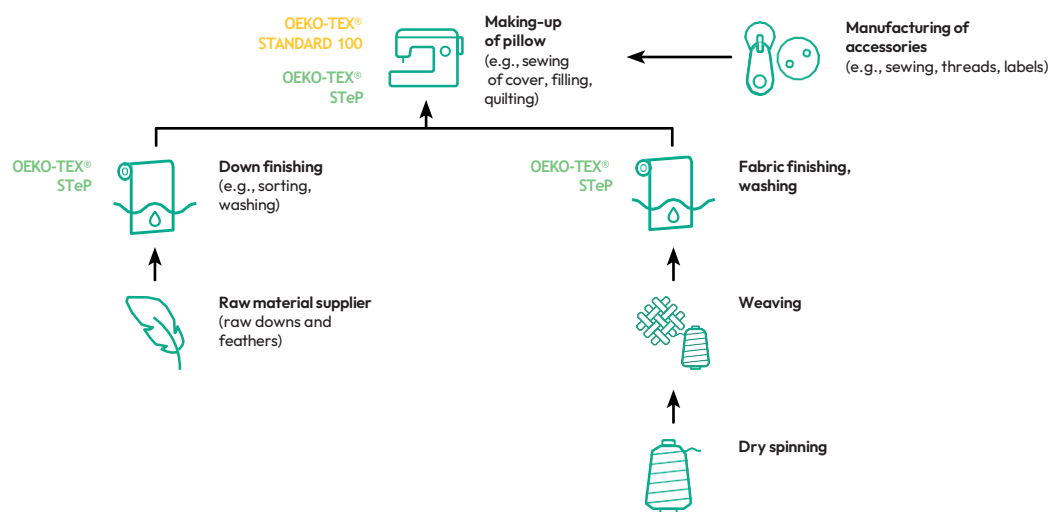 OEKO-TEX®
STANDARD 100
OEKO-TEX®
STeP
Making-up
of pillow
(e.g., sewing
of cover, filling,
quilting)
Manufacturing of
accessories
(e.g., sewing, threads, labels)
OEKO-TEX®
STeP
Down finishing
(e.g., sorting,
washing)
OEKO-TEX®
STeP
Fabric finishing,
washing
Raw material supplier
(raw downs and
feathers)
Weaving
Dry spinning